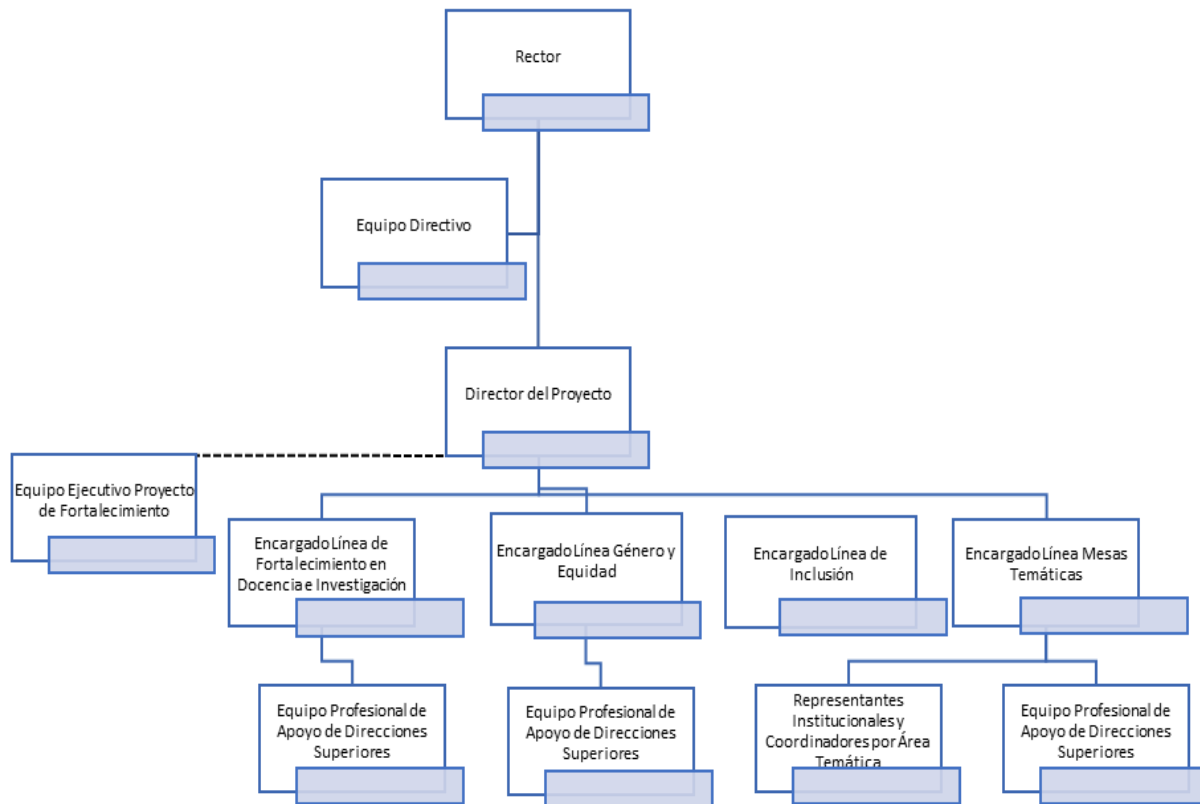 Rector
Equipo Directivo
Director del Proyecto
Equipo Ejecutivo Proyecto
de Fortalecimiento
Encargado Línea de
Fortalecimiento en
Docencia e Investigación
Encargado Línea Género y
Equidad
Encargado Línea de
Inclusión
Encargado Línea Mesas
Temáticas
Equipo Profesional de
Apoyo de Direcciones
Superiores
Equipo Profesional de
Apoyo de Direcciones
Superiores
Representantes
Institucionales y
Coordinadores por Área
Temática
Equipo Profesional de
Apoyo de Direcciones
Superiores